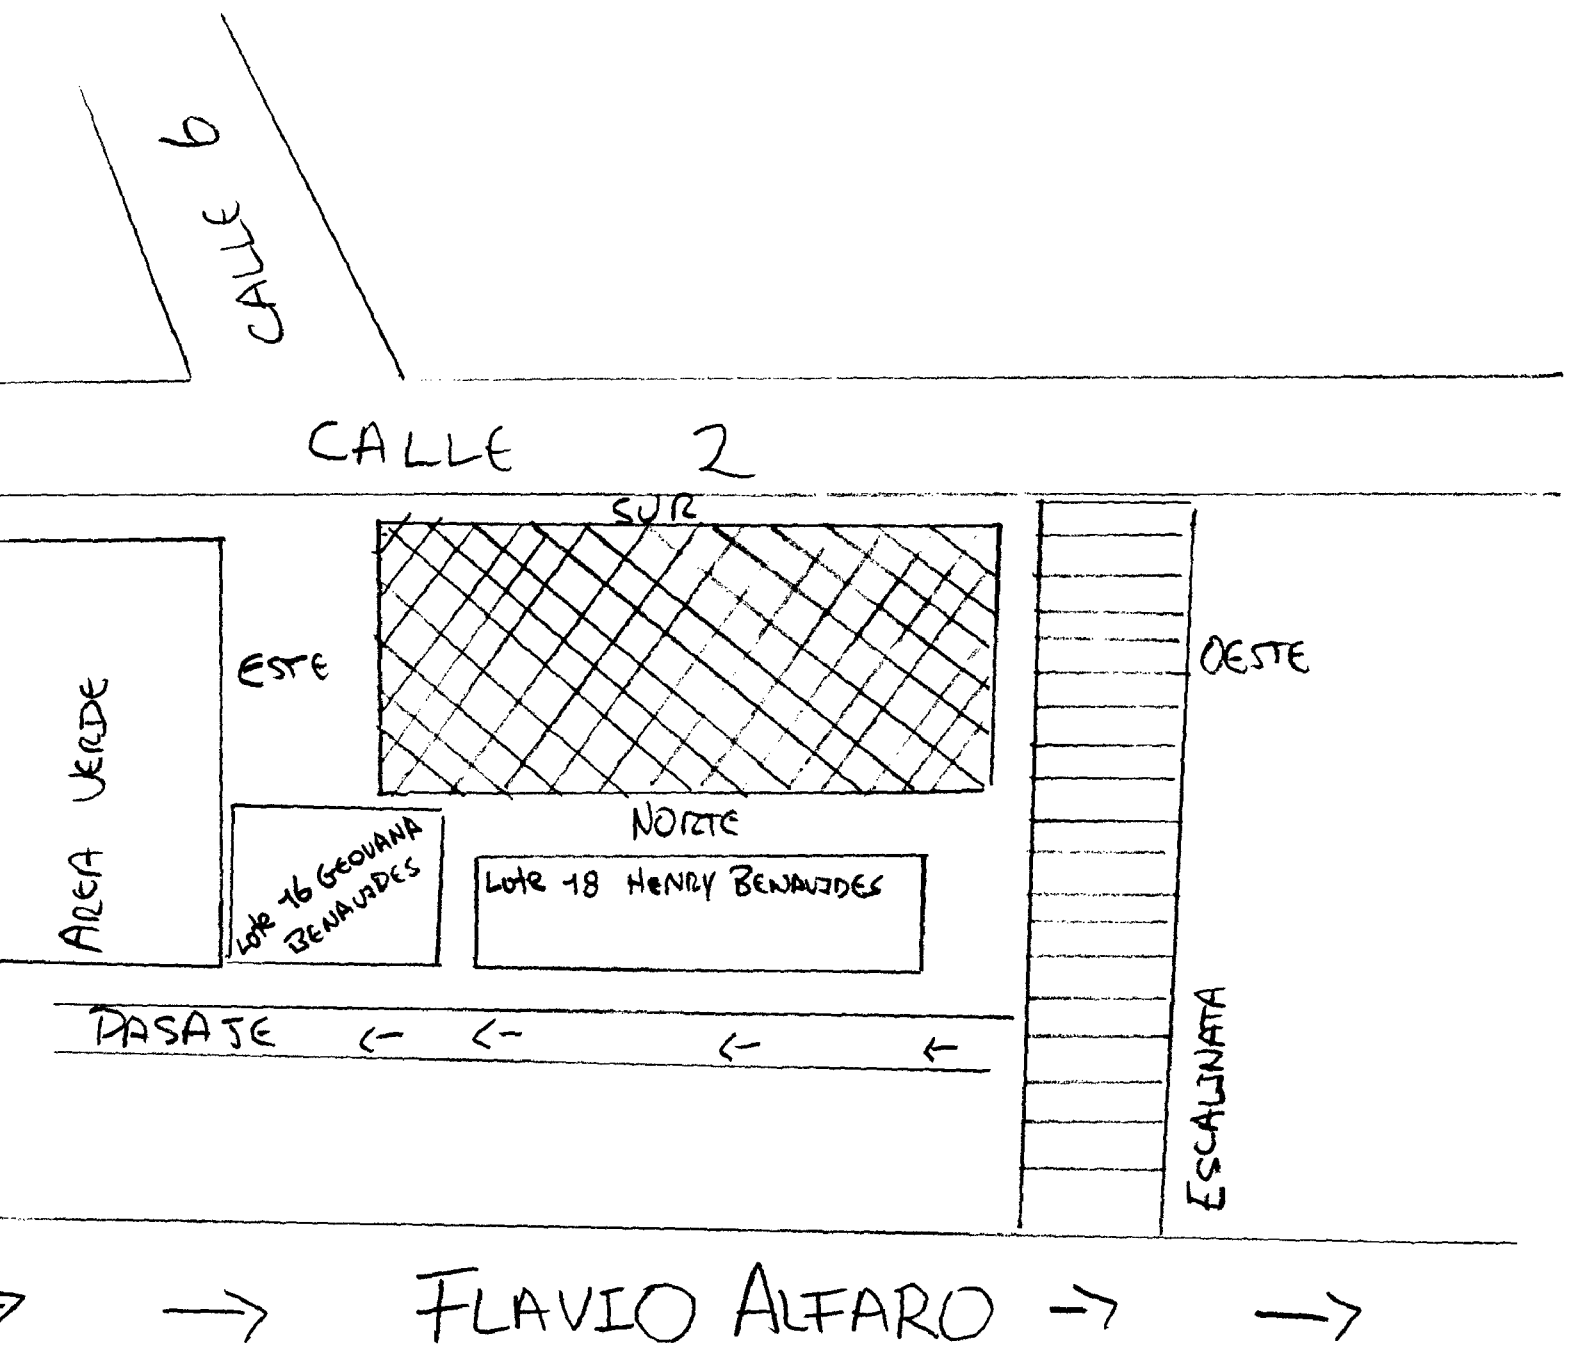 CALLE 6
CALLE 2
SUR
ESTE
OESTE
AREA VERDE
NORTE
Lote 16 GEOVANA
BENAVIDES
Lote 18 HENRY BENAVIDES
PASAJE
ESCALINATA
FLAVIO ALFARO